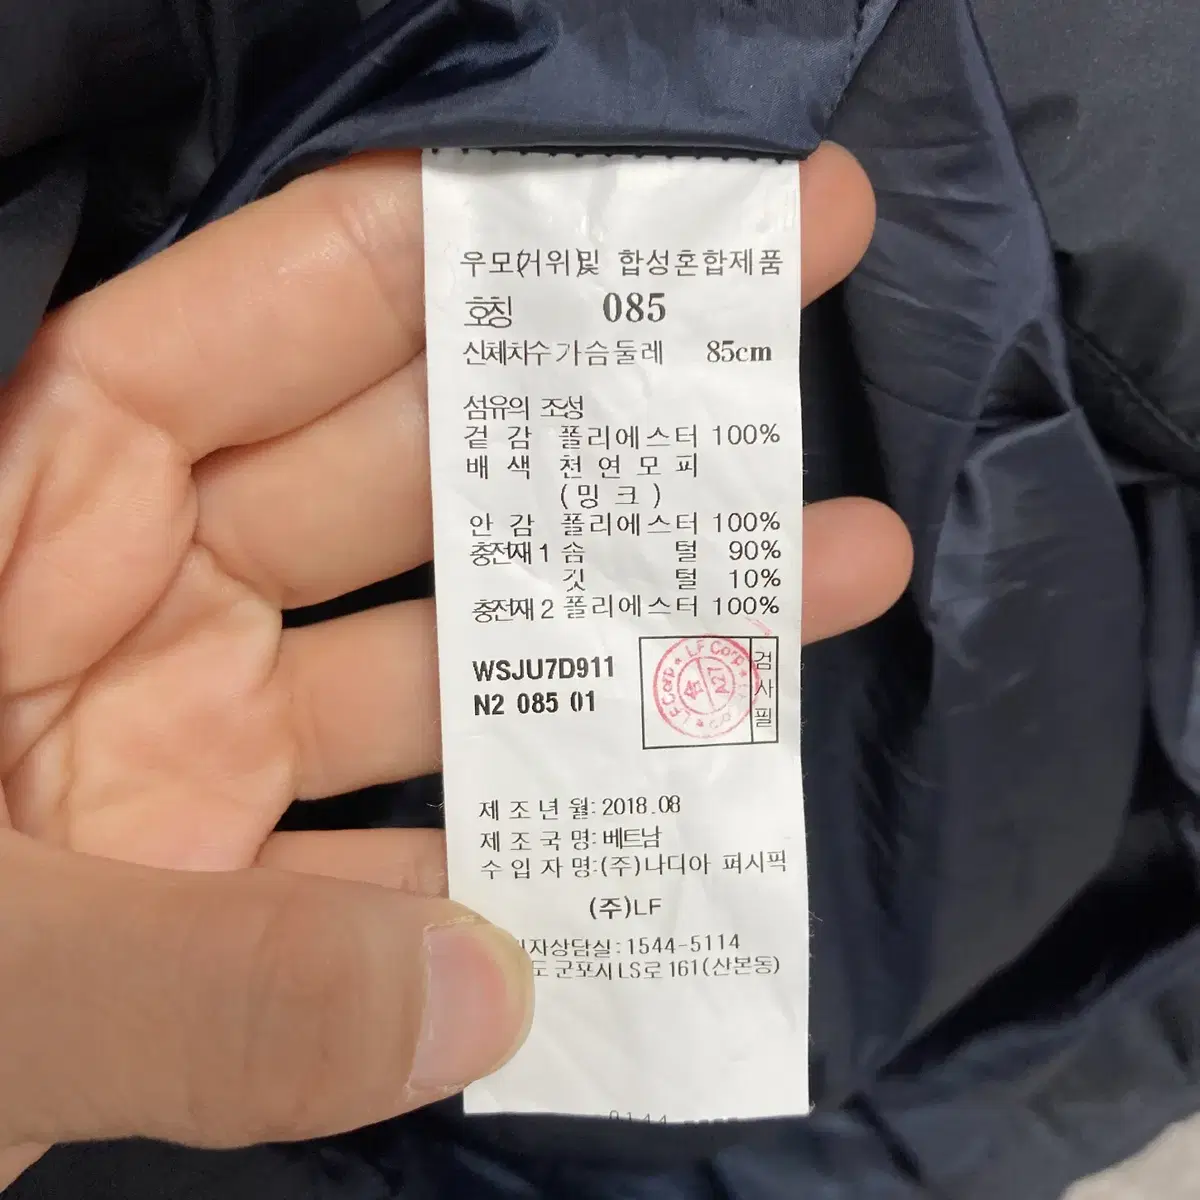 우모(거위)및 합성혼합제품
호칭 085
신체치수가슴둘레 85cm
섬유의 조성
겉감 폴리에스터 100%
배색 천연모피
(밍크)
안감 폴리에스터 100%
충전재1 솜털 90%
깃털 10%
충전재2 폴리에스터 100%
WSJU7D911
N2 085 01
검사필
LF Corp ★ LF Corp ★
A27
제조년월: 2018.08
제조국명: 베트남
수입자명:(주)나디아 퍼시픽
(주)LF
자상담실:1544-5114
도 군포시LS로 161(산본동)